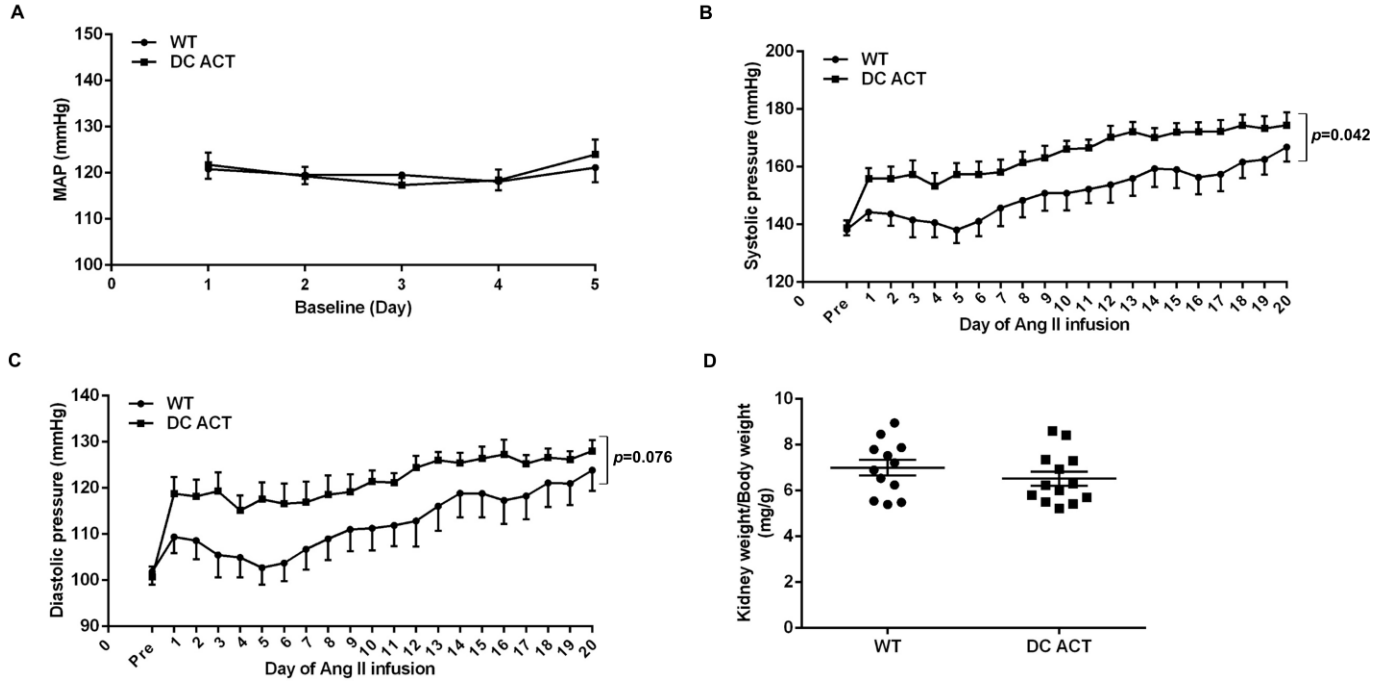 A
150
140
130
120
110
100
MAP (mmHg)
WT
DC ACT
0 1 2 3 4 5
Baseline (Day)
B
200
180
160
140
120
Systolic pressure (mmHg)
WT
DC ACT
p=0.042
0 Pre 1 2 3 4 5 6 7 8 9 10 11 12 13 14 15 16 17 18 19 20
Day of Ang II infusion
C
140
130
120
110
100
90
Diastolic pressure (mmHg)
WT
DC ACT
p=0.076
0 Pre 1 2 3 4 5 6 7 8 9 10 11 12 13 14 15 16 17 18 19 20
Day of Ang II infusion
D
10
8
6
4
2
0
Kidney weight/Body weight
(mg/g)
WT DC ACT